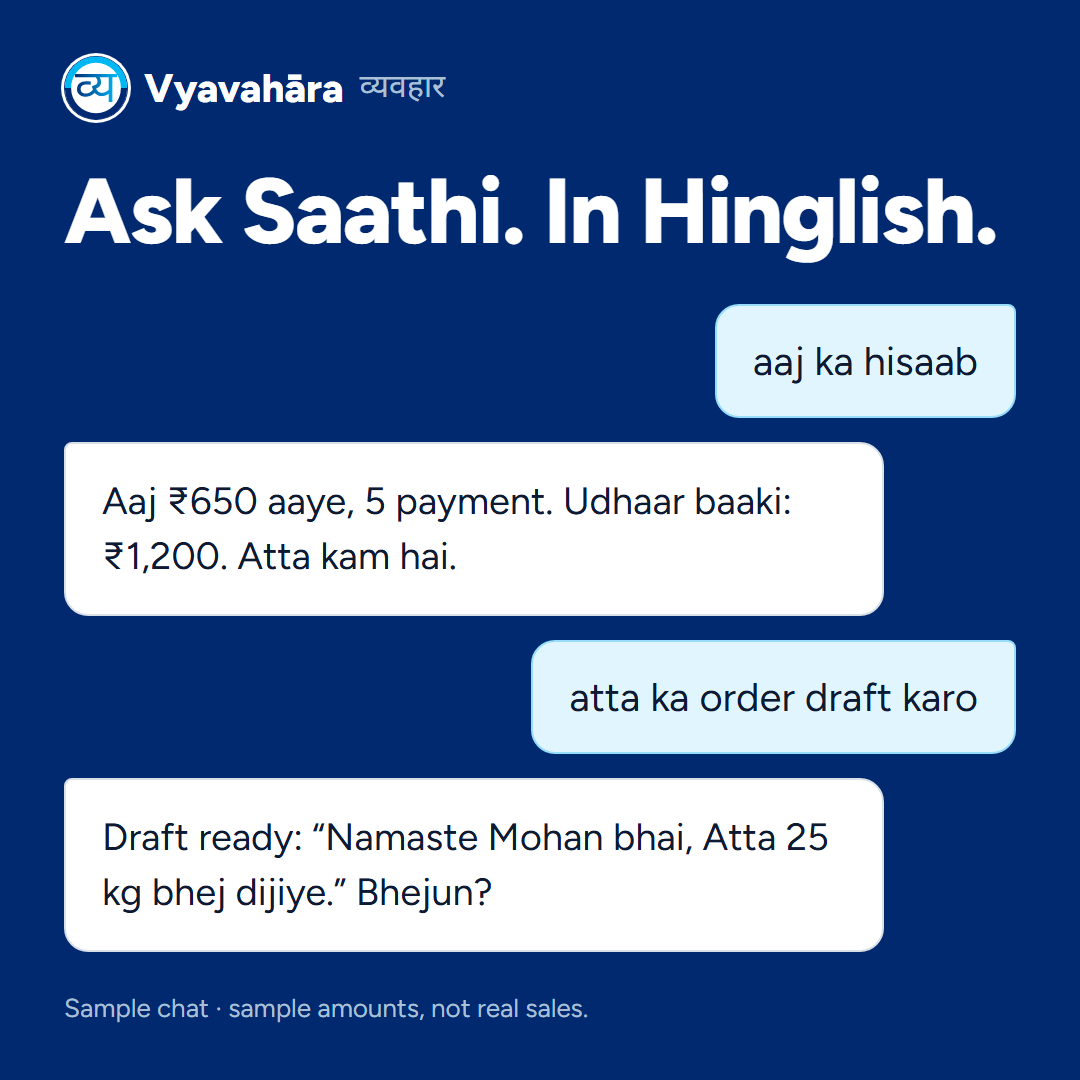 व्य Vyavahāra व्यवहार
Ask Saathi. In Hinglish.
aaj ka hisaab
Aaj ₹650 aaye, 5 payment. Udhaar baaki:
₹1,200. Atta kam hai.
atta ka order draft karo
Draft ready: “Namaste Mohan bhai, Atta 25
kg bhej dijiye.” Bhejun?
Sample chat · sample amounts, not real sales.